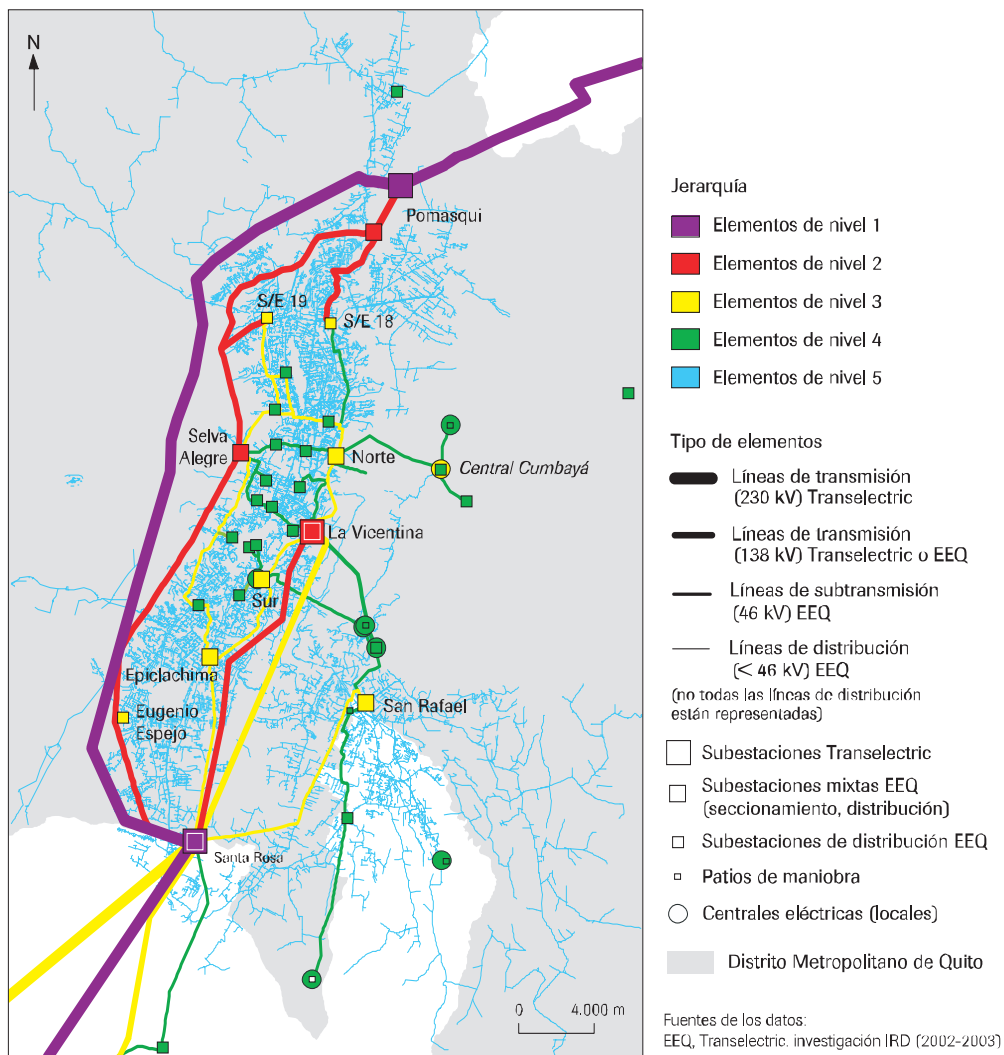 N
Pomasqui
S/E 19
S/E 18
Selva
Alegre
Norte
Central Cumbayá
La Vicentina
Sur
Epiclachima
Eugenio
Espejo
San Rafael
Santa Rosa
0 4.000 m
Jerarquía
Elementos de nivel 1
Elementos de nivel 2
Elementos de nivel 3
Elementos de nivel 4
Elementos de nivel 5
Tipo de elementos
Líneas de transmisión
(230 kV) Transelectric
Líneas de transmisión
(138 kV) Transelectric o EEQ
Líneas de subtransmisión
(46 kV) EEQ
Líneas de distribución
(< 46 kV) EEQ
(no todas las líneas de distribución
están representadas)
Subestaciones Transelectric
Subestaciones mixtas EEQ
(seccionamiento, distribución)
Subestaciones de distribución EEQ
Patios de maniobra
Centrales eléctricas (locales)
Distrito Metropolitano de Quito
Fuentes de los datos:
EEQ, Transelectric, investigación IRD (2002-2003)